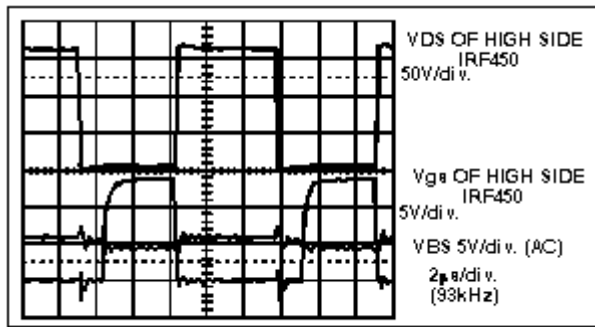 VDS OF HIGH SIDE
IRF450
50V/div.
Vgs OF HIGH SIDE
IRF450
5V/div.
VBS 5V/div. (AC)
2µs/div.
(93kHz)